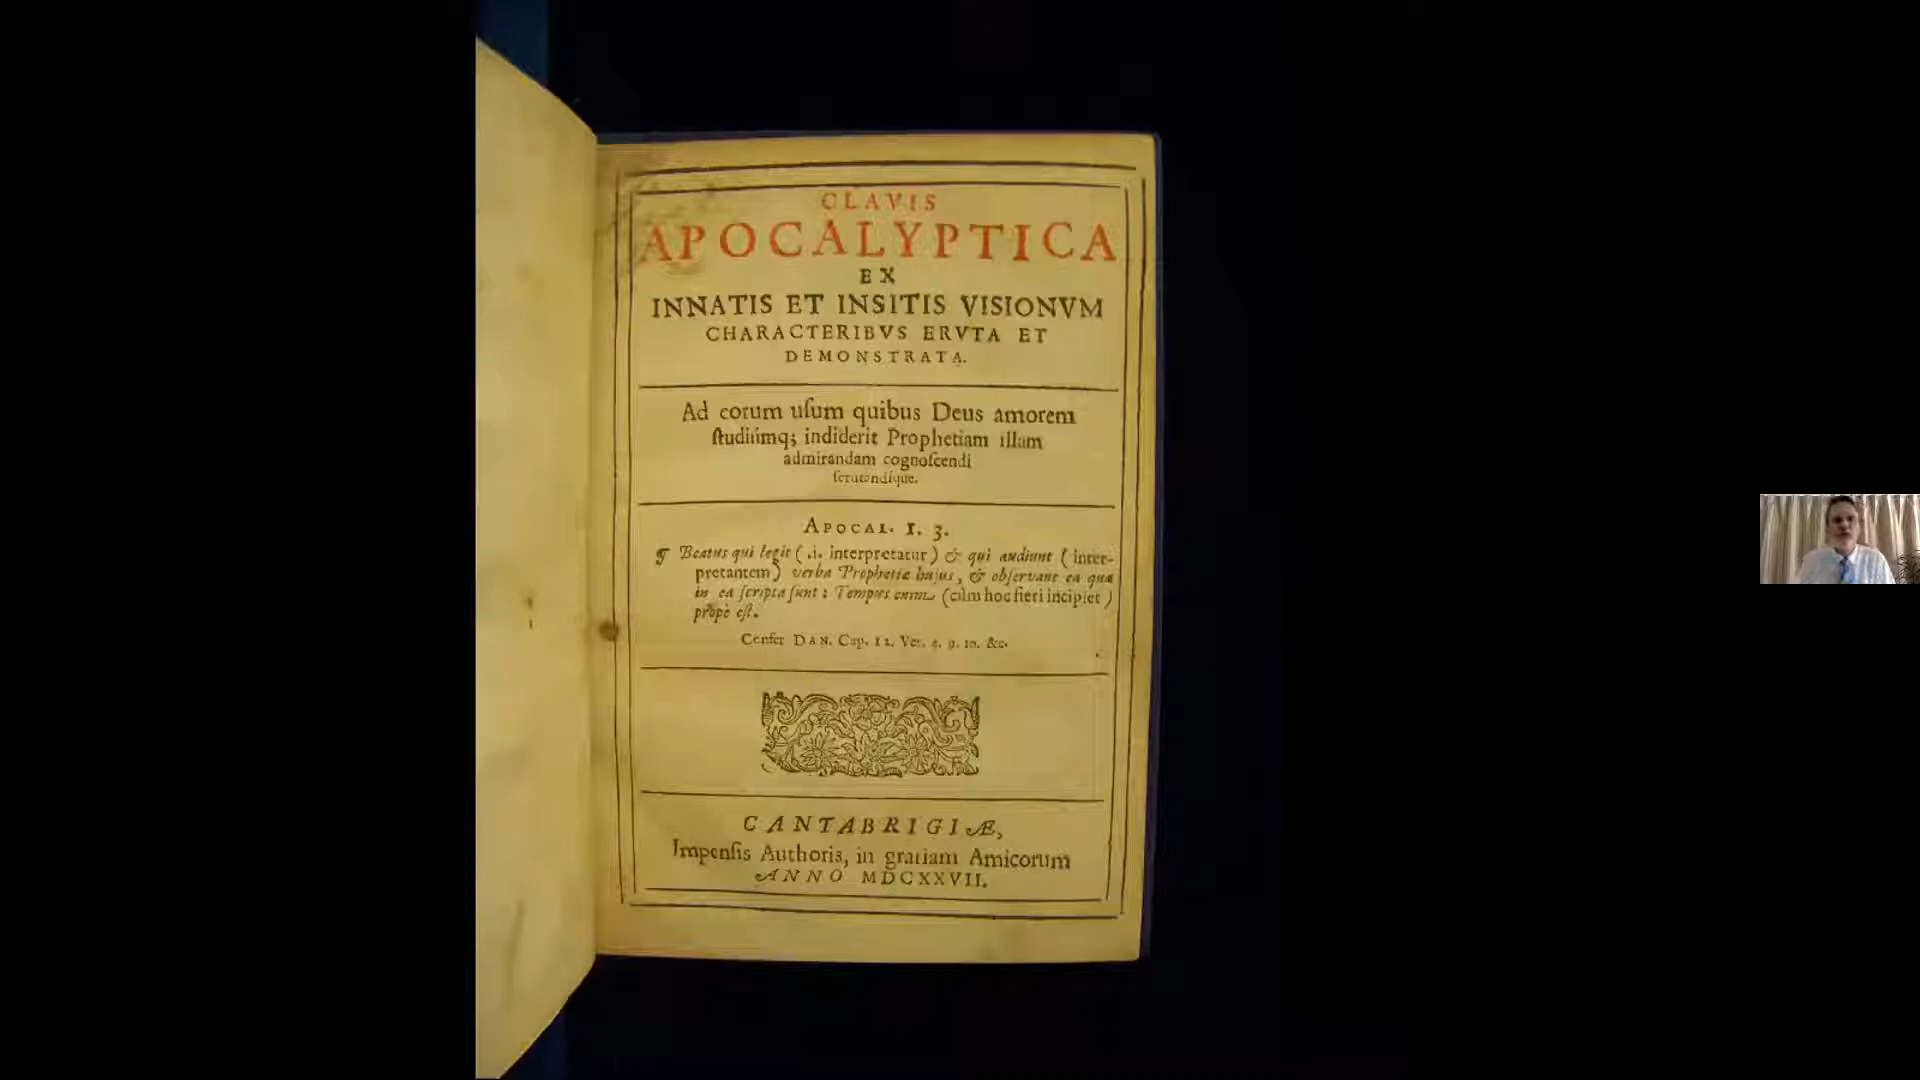 CLAVIS
APOCALYPTICA
EX
INNATIS ET INSITIS VISIONVM
CHARACTERIBVS ERVTA ET
DEMONSTRATA.
Ad eorum uſum quibus Deus amorem
ſtudiúmq; indiderit Prophetiam illam
admirandam cognoſcendi
ſcrutandíque.
APOCAL. I. 3.
¶ Beatus qui legit (.i. interpretatur) & qui audiunt (inter-
pretantem) verba Prophetiæ hujus, & obſervant ea quæ
in ea ſcripta ſunt: Tempus enim (cùm hoc fieri incipiet)
propè eſt.
Confer DAN. Cap. 12. Ver. 4. 9. 10. &c.
CANTABRIGIÆ,
Impenſis Authoris, in gratiam Amicorum
ANNO MDCXXVII.